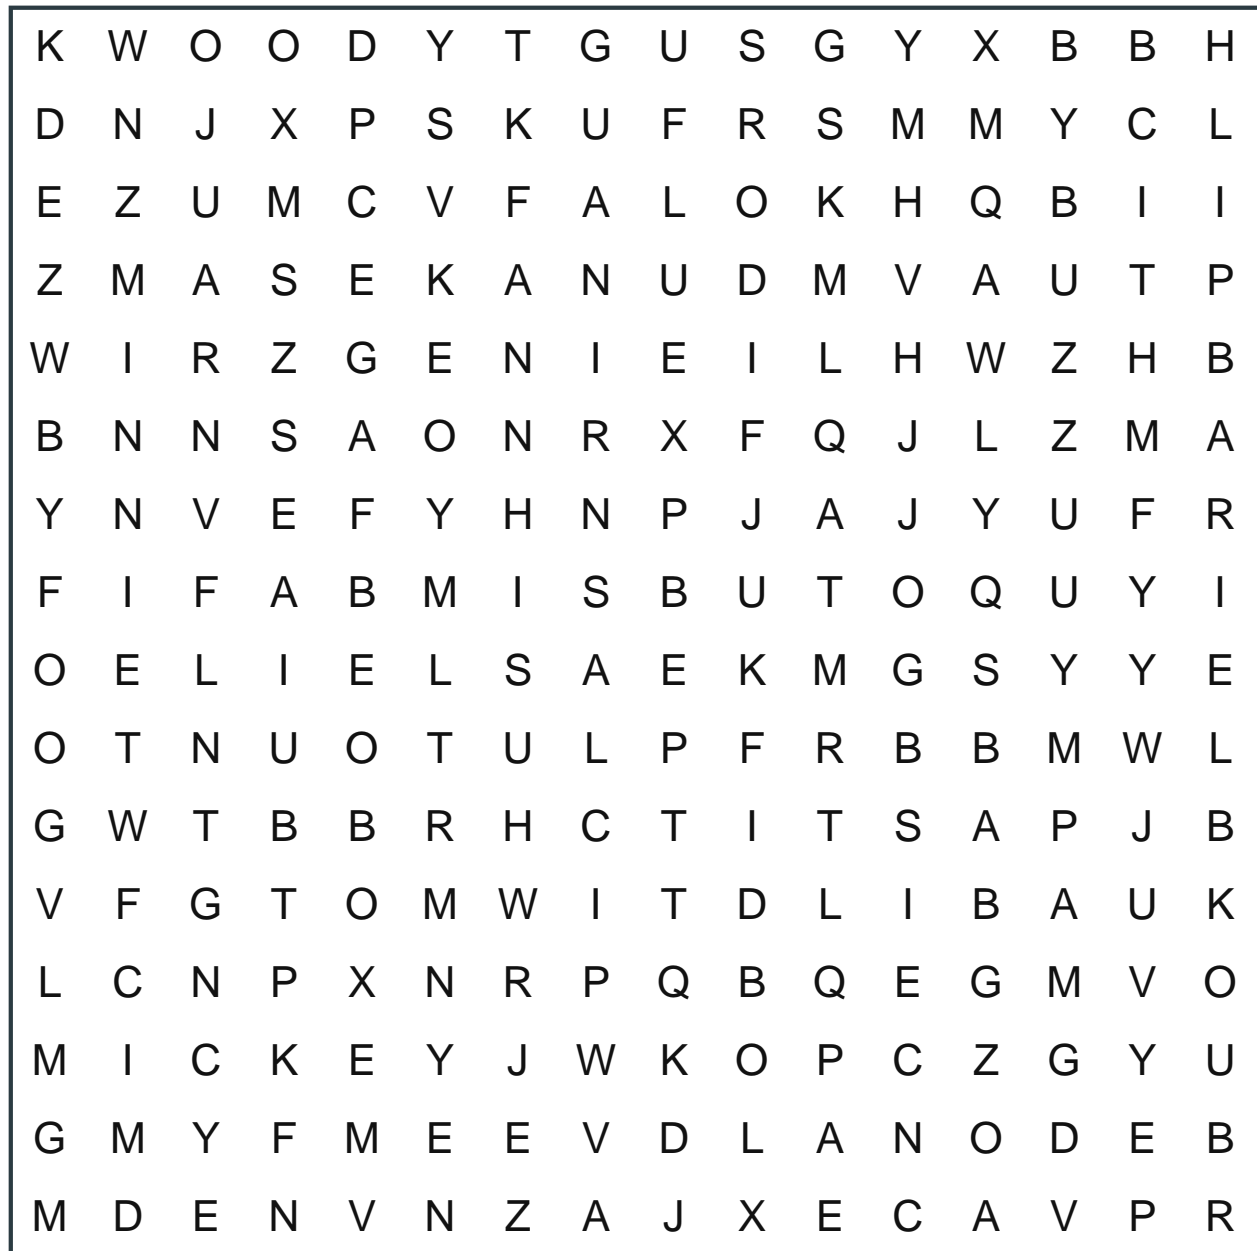 K W O O D Y T G U S G Y X B B H
D N J X P S K U F R S M M Y C L
E Z U M C V F A L O K H Q B I I
Z M A S E K A N U D M V A U T P
W I R Z G E N I E I L H W Z H B
B N N S A O N R X F Q J L Z M A
Y N V E F Y H N P J A J Y U F R
F I F A B M I S B U T O Q U Y I
O E L I E L S A E K M G S Y Y E
O T N U O T U L P F R B B M W L
G W T B B R H C T I T S A P J B
V F G T O M W I T D L I B A U K
L C N P X N R P Q B Q E G M V O
M I C K E Y J W K O P C Z G Y U
G M Y F M E E V D L A N O D E B
M D E N V N Z A J X E C A V P R